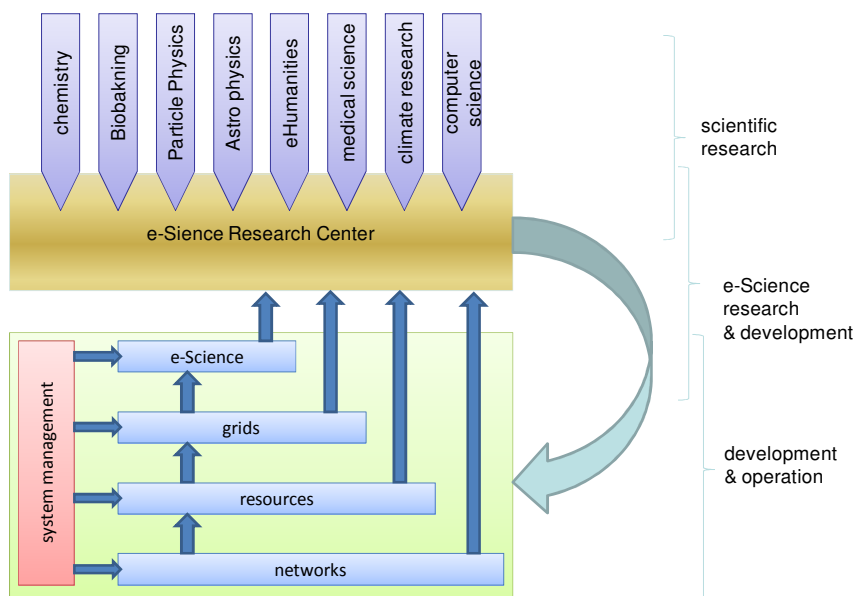 chemistry
Biobakning
Particle Physics
Astro physics
eHumanities
medical science
climate research
computer
science
scientific
research
e-Sience Research Center
e-Science
research
& development
system management
e-Science
grids
resources
networks
development
& operation